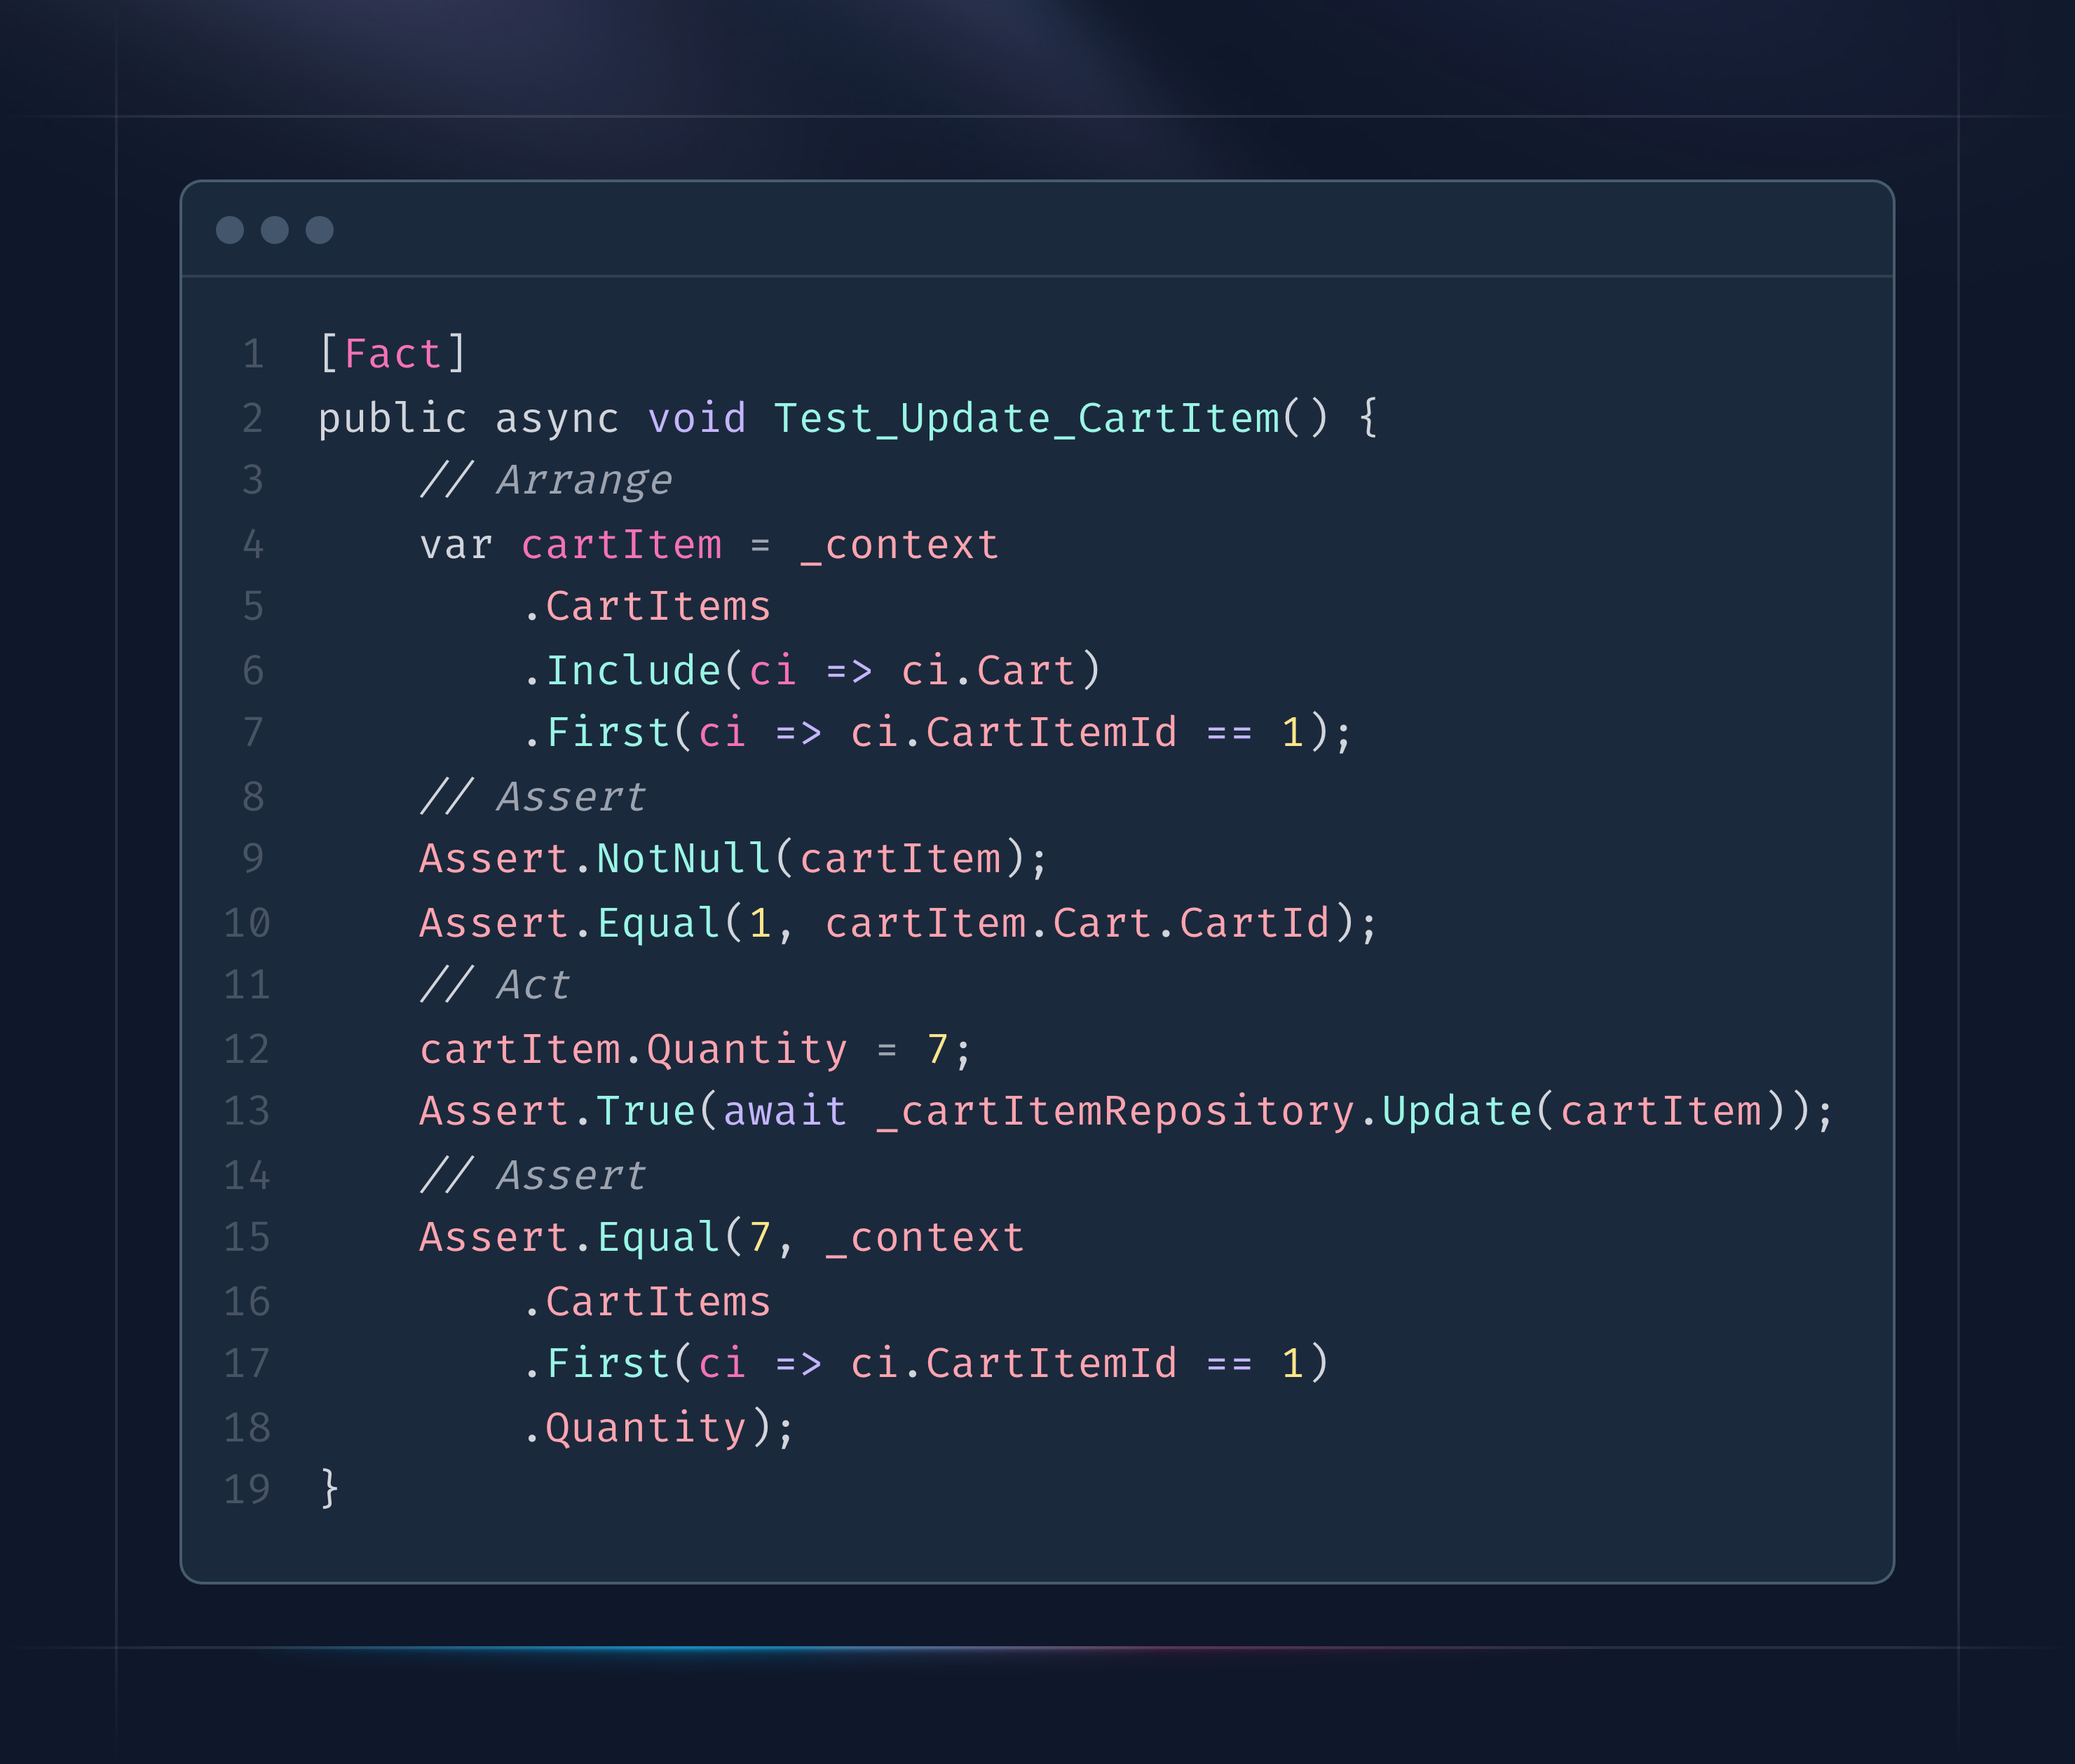 1 [Fact]
2 public async void Test_Update_CartItem() {
3     // Arrange
4     var cartItem = _context
5         .CartItems
6         .Include(ci => ci.Cart)
7         .First(ci => ci.CartItemId == 1);
8     // Assert
9     Assert.NotNull(cartItem);
10     Assert.Equal(1, cartItem.Cart.CartId);
11     // Act
12     cartItem.Quantity = 7;
13     Assert.True(await _cartItemRepository.Update(cartItem));
14     // Assert
15     Assert.Equal(7, _context
16         .CartItems
17         .First(ci => ci.CartItemId == 1)
18         .Quantity);
19 }